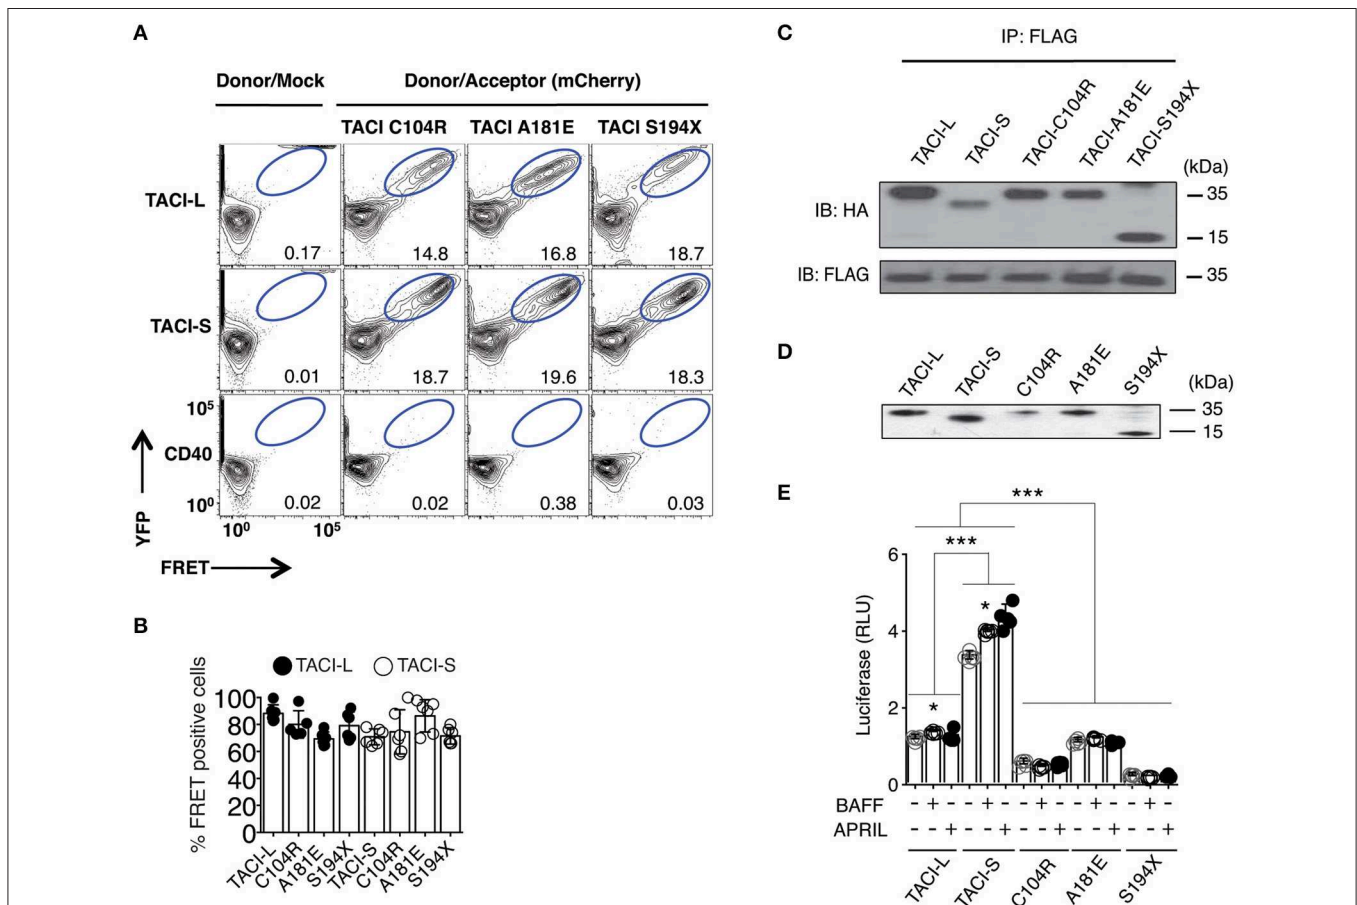 A
Donor/Mock
Donor/Acceptor (mCherry)
TACI C104R
TACI A181E
TACI S194X
TACI-L
0.17
14.8
16.8
18.7
TACI-S
0.01
18.7
19.6
18.3
10⁵
CD40
10⁰
0.02
0.02
0.38
0.03
10⁰
10⁵
YFP
FRET
B
TACI-L
TACI-S
% FRET positive cells
100
80
60
40
20
0
TACI-L
C104R
A181E
S194X
TACI-S
C104R
A181E
S194X
C
IP: FLAG
TACI-L
TACI-S
TACI-C104R
TACI-A181E
TACI-S194X
(kDa)
IB: HA
35
15
IB: FLAG
35
D
TACI-L
TACI-S
C104R
A181E
S194X
(kDa)
35
15
E
***
***
*
*
Luciferase (RLU)
6
4
2
0
BAFF
- + - - + - - + - - + - - + -
APRIL
- - + - - + - - + - - + - - +
TACI-L
TACI-S
C104R
A181E
S194X